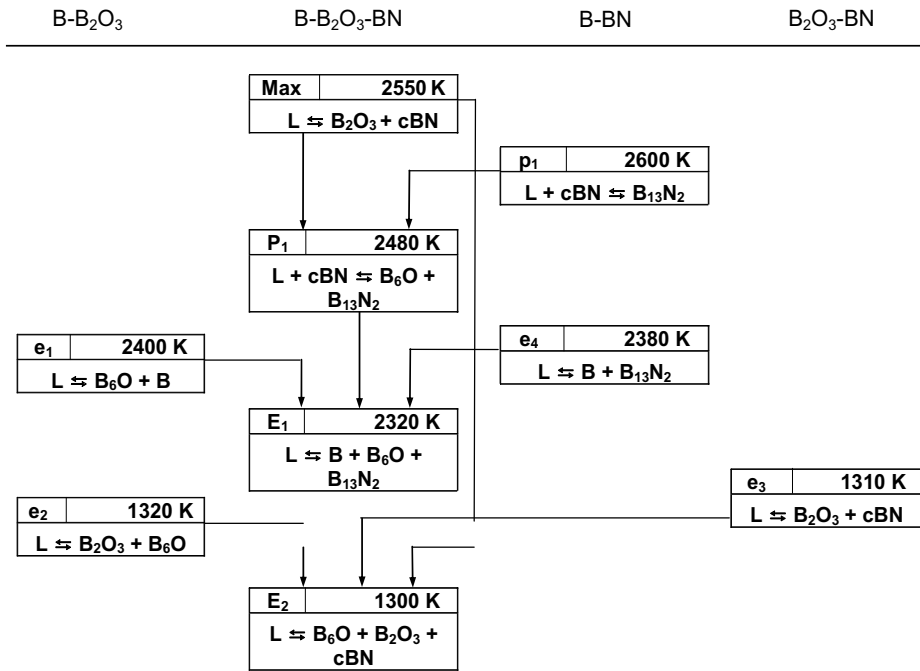 B-B₂O₃ B-B₂O₃-BN B-BN B₂O₃-BN
Max 2550 K
L ⇆ B₂O₃ + cBN
p₁ 2600 K
L + cBN ⇆ B₁₃N₂
P₁ 2480 K
L + cBN ⇆ B₆O +
B₁₃N₂
e₁ 2400 K
L ⇆ B₆O + B
e₄ 2380 K
L ⇆ B + B₁₃N₂
E₁ 2320 K
L ⇆ B + B₆O +
B₁₃N₂
e₃ 1310 K
L ⇆ B₂O₃ + cBN
e₂ 1320 K
L ⇆ B₂O₃ + B₆O
E₂ 1300 K
L ⇆ B₆O + B₂O₃ +
cBN